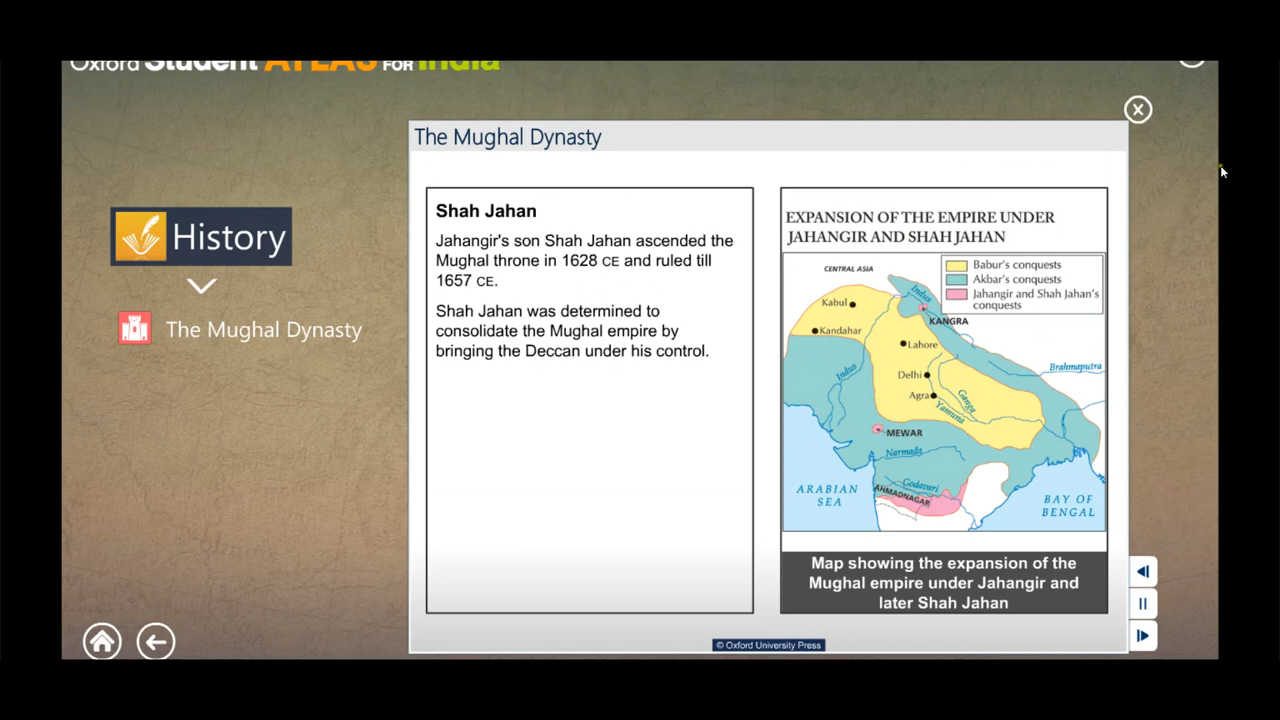 Oxford Student ATLAS FOR India
The Mughal Dynasty
History
The Mughal Dynasty
Shah Jahan
Jahangir's son Shah Jahan ascended the
Mughal throne in 1628 CE and ruled till
1657 CE.
Shah Jahan was determined to
consolidate the Mughal empire by
bringing the Deccan under his control.
EXPANSION OF THE EMPIRE UNDER
JAHANGIR AND SHAH JAHAN
Babur's conquests
Akbar's conquests
Jahangir and Shah Jahan's
conquests
CENTRAL ASIA
Indus
Kabul
KANGRA
Kandahar
Lahore
Brahmaputra
Indus
Delhi
Ganga
Agra
Yamuna
MEWAR
Narmada
Godavari
AHMADNAGAR
ARABIAN
SEA
BAY OF
BENGAL
Map showing the expansion of the
Mughal empire under Jahangir and
later Shah Jahan
© Oxford University Press